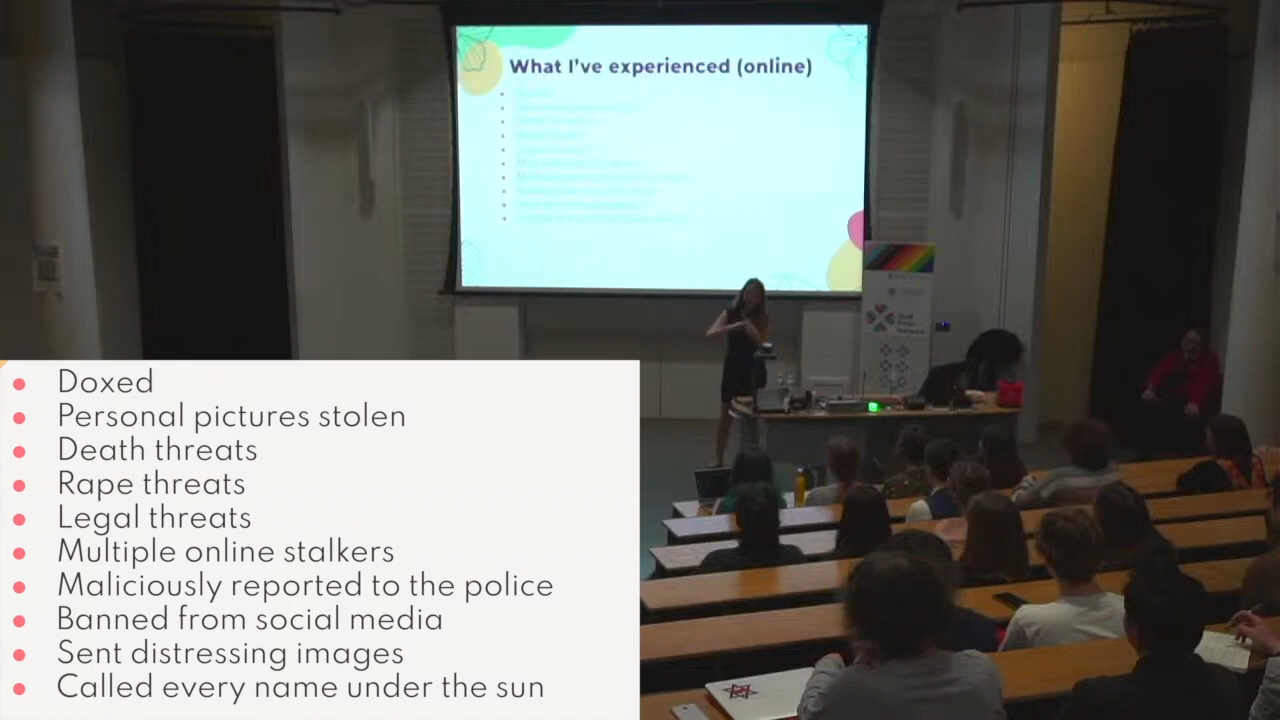 What I've experienced (online)
• Doxed
• Personal pictures stolen
• Death threats
• Rape threats
• Legal threats
• Multiple online stalkers
• Maliciously reported to the police
• Banned from social media
• Sent distressing images
• Called every name under the sun